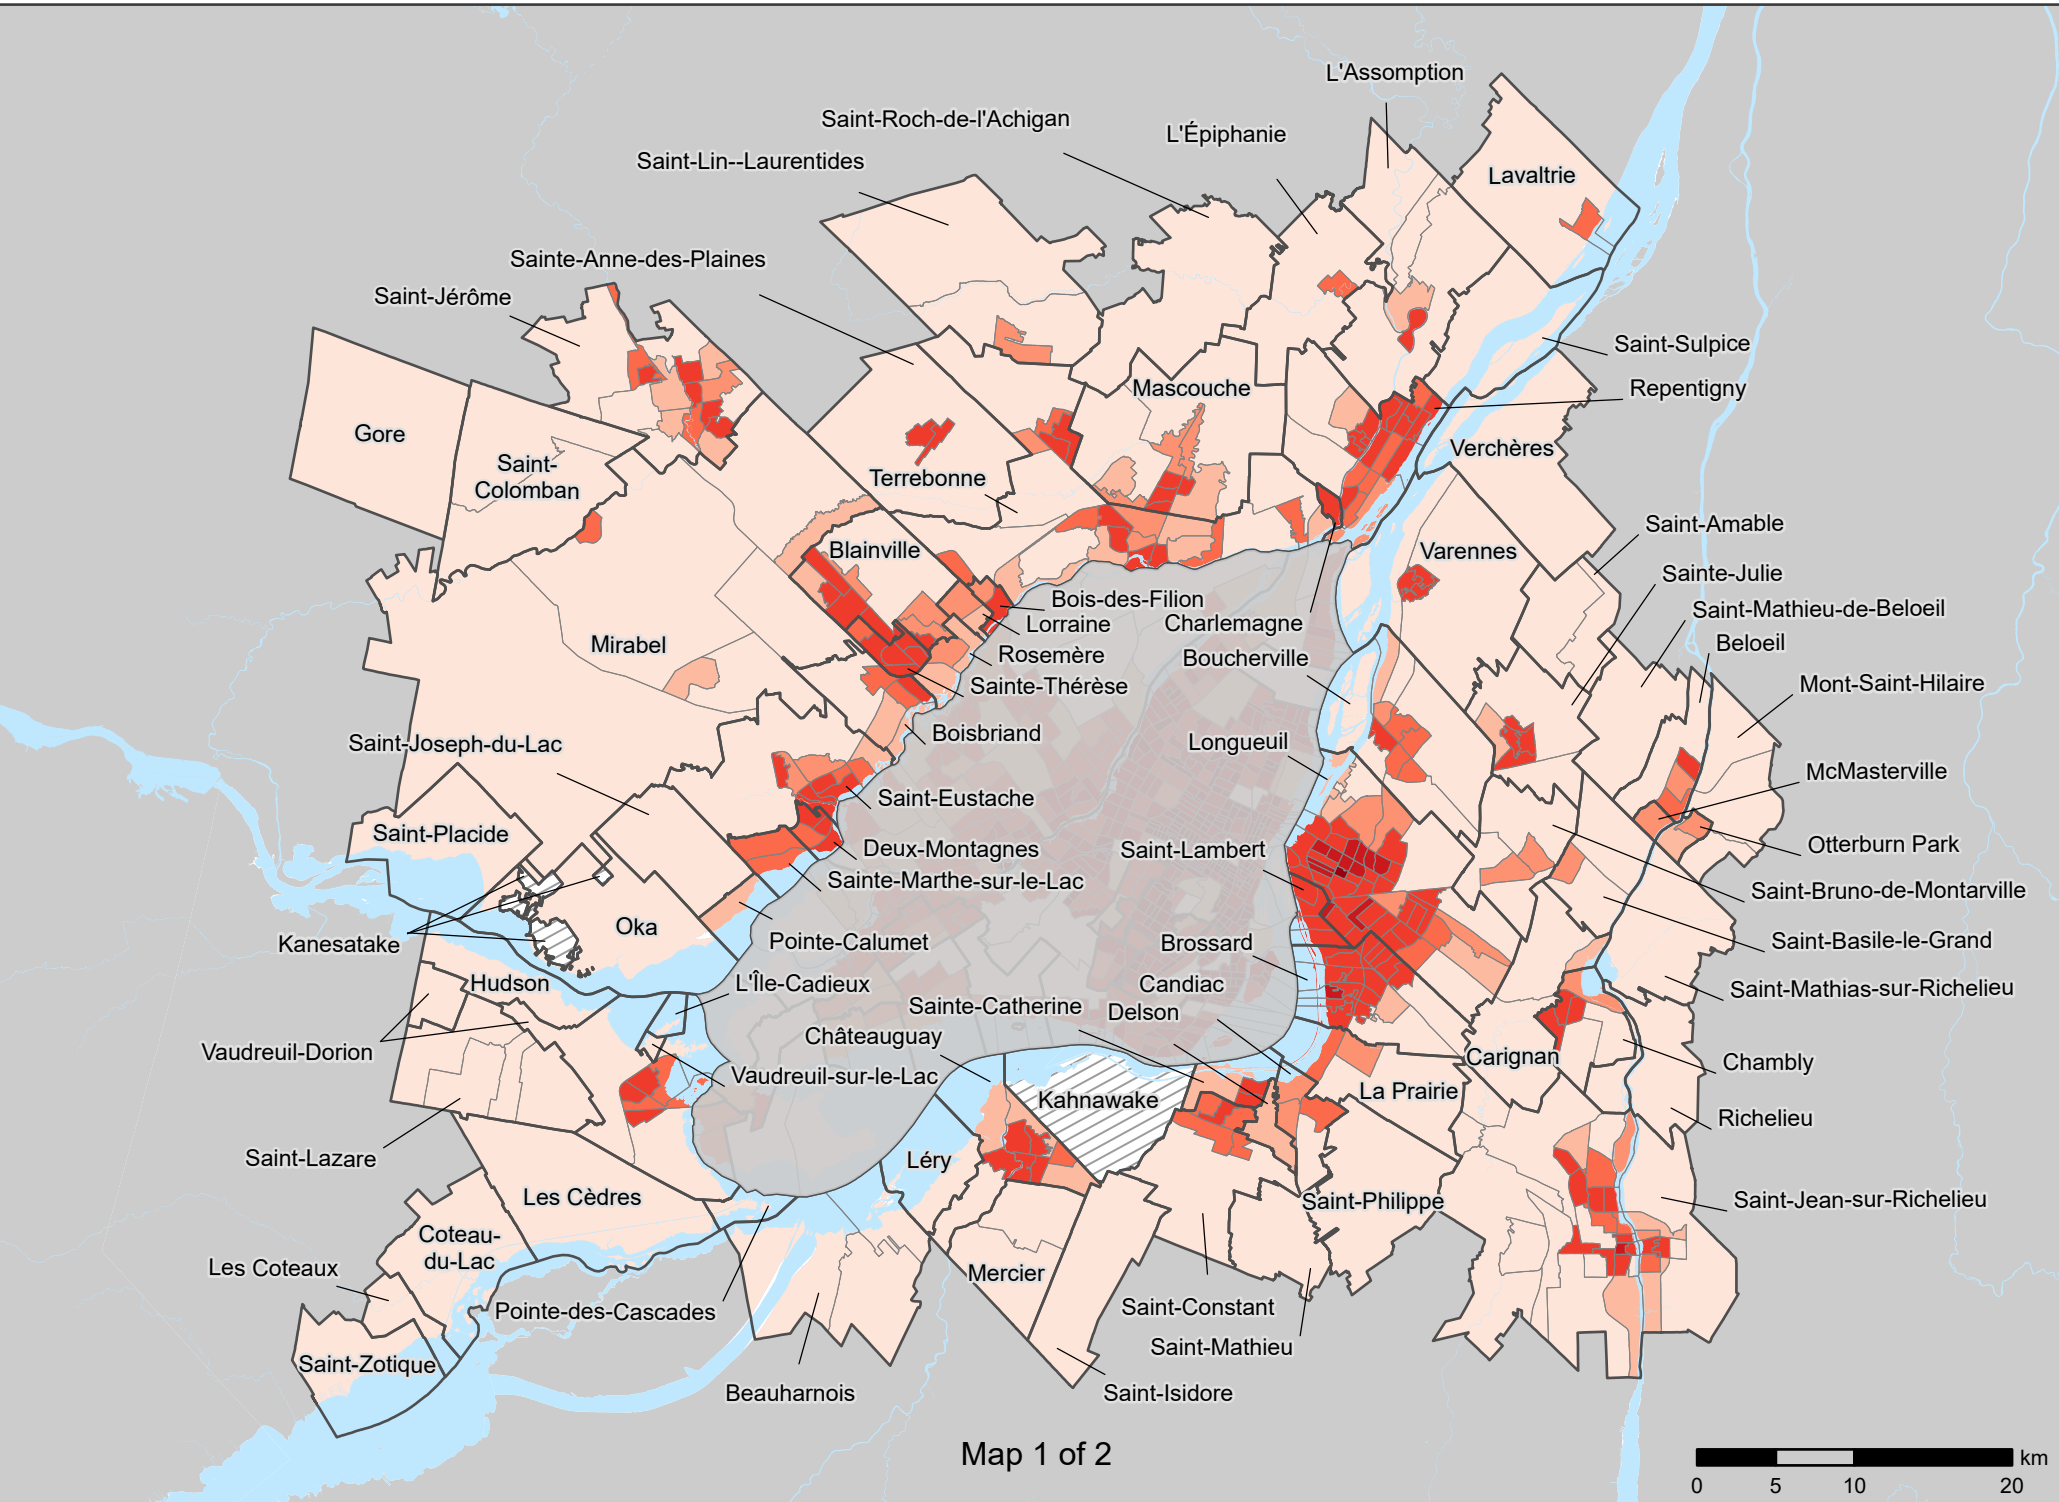 L'Assomption
Saint-Roch-de-l'Achigan
L'Épiphanie
Saint-Lin--Laurentides
Lavaltrie
Sainte-Anne-des-Plaines
Saint-Jérôme
Saint-Sulpice
Repentigny
Mascouche
Gore
Verchères
Saint-
Colomban
Terrebonne
Saint-Amable
Blainville
Varennes
Sainte-Julie
Bois-des-Filion
Saint-Mathieu-de-Beloeil
Lorraine
Charlemagne
Mirabel
Beloeil
Rosemère
Boucherville
Sainte-Thérèse
Mont-Saint-Hilaire
Boisbriand
Saint-Joseph-du-Lac
Longueuil
McMasterville
Saint-Eustache
Saint-Placide
Otterburn Park
Deux-Montagnes
Saint-Lambert
Sainte-Marthe-sur-le-Lac
Saint-Bruno-de-Montarville
Oka
Kanesatake
Pointe-Calumet
Brossard
Saint-Basile-le-Grand
Hudson
L'Île-Cadieux
Candiac
Saint-Mathias-sur-Richelieu
Sainte-Catherine
Delson
Châteauguay
Vaudreuil-Dorion
Carignan
Chambly
Vaudreuil-sur-le-Lac
La Prairie
Kahnawake
Richelieu
Saint-Lazare
Léry
Les Cèdres
Saint-Philippe
Saint-Jean-sur-Richelieu
Coteau-
du-Lac
Les Coteaux
Mercier
Pointe-des-Cascades
Saint-Constant
Saint-Mathieu
Saint-Zotique
Beauharnois
Saint-Isidore
Map 1 of 2
km
0 5 10 20